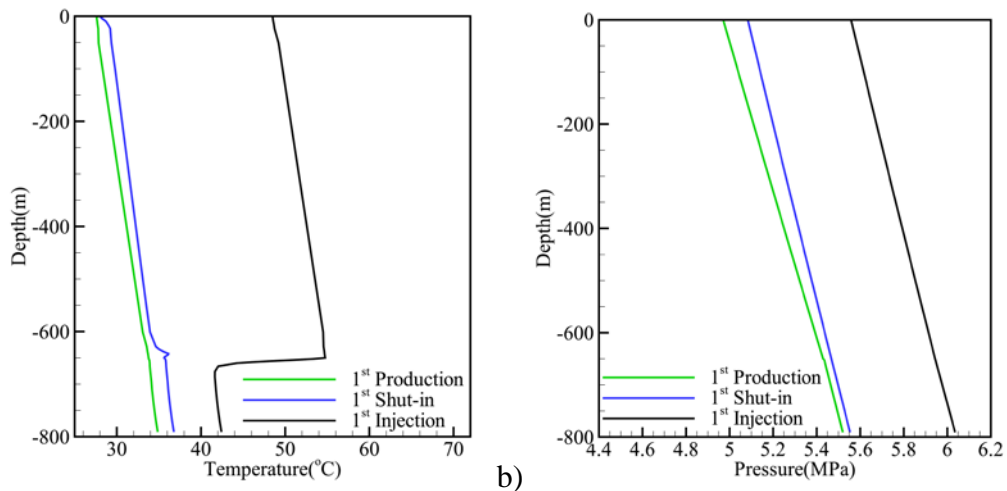 0
-200
-400
-600
-800
Depth(m)
30
40
50
60
70
Temperature(°C)
1st Production
1st Shut-in
1st Injection
b)
0
-200
-400
-600
-800
Depth(m)
4.4
4.6
4.8
5
5.2
5.4
5.6
5.8
6
6.2
Pressure(MPa)
1st Production
1st Shut-in
1st Injection